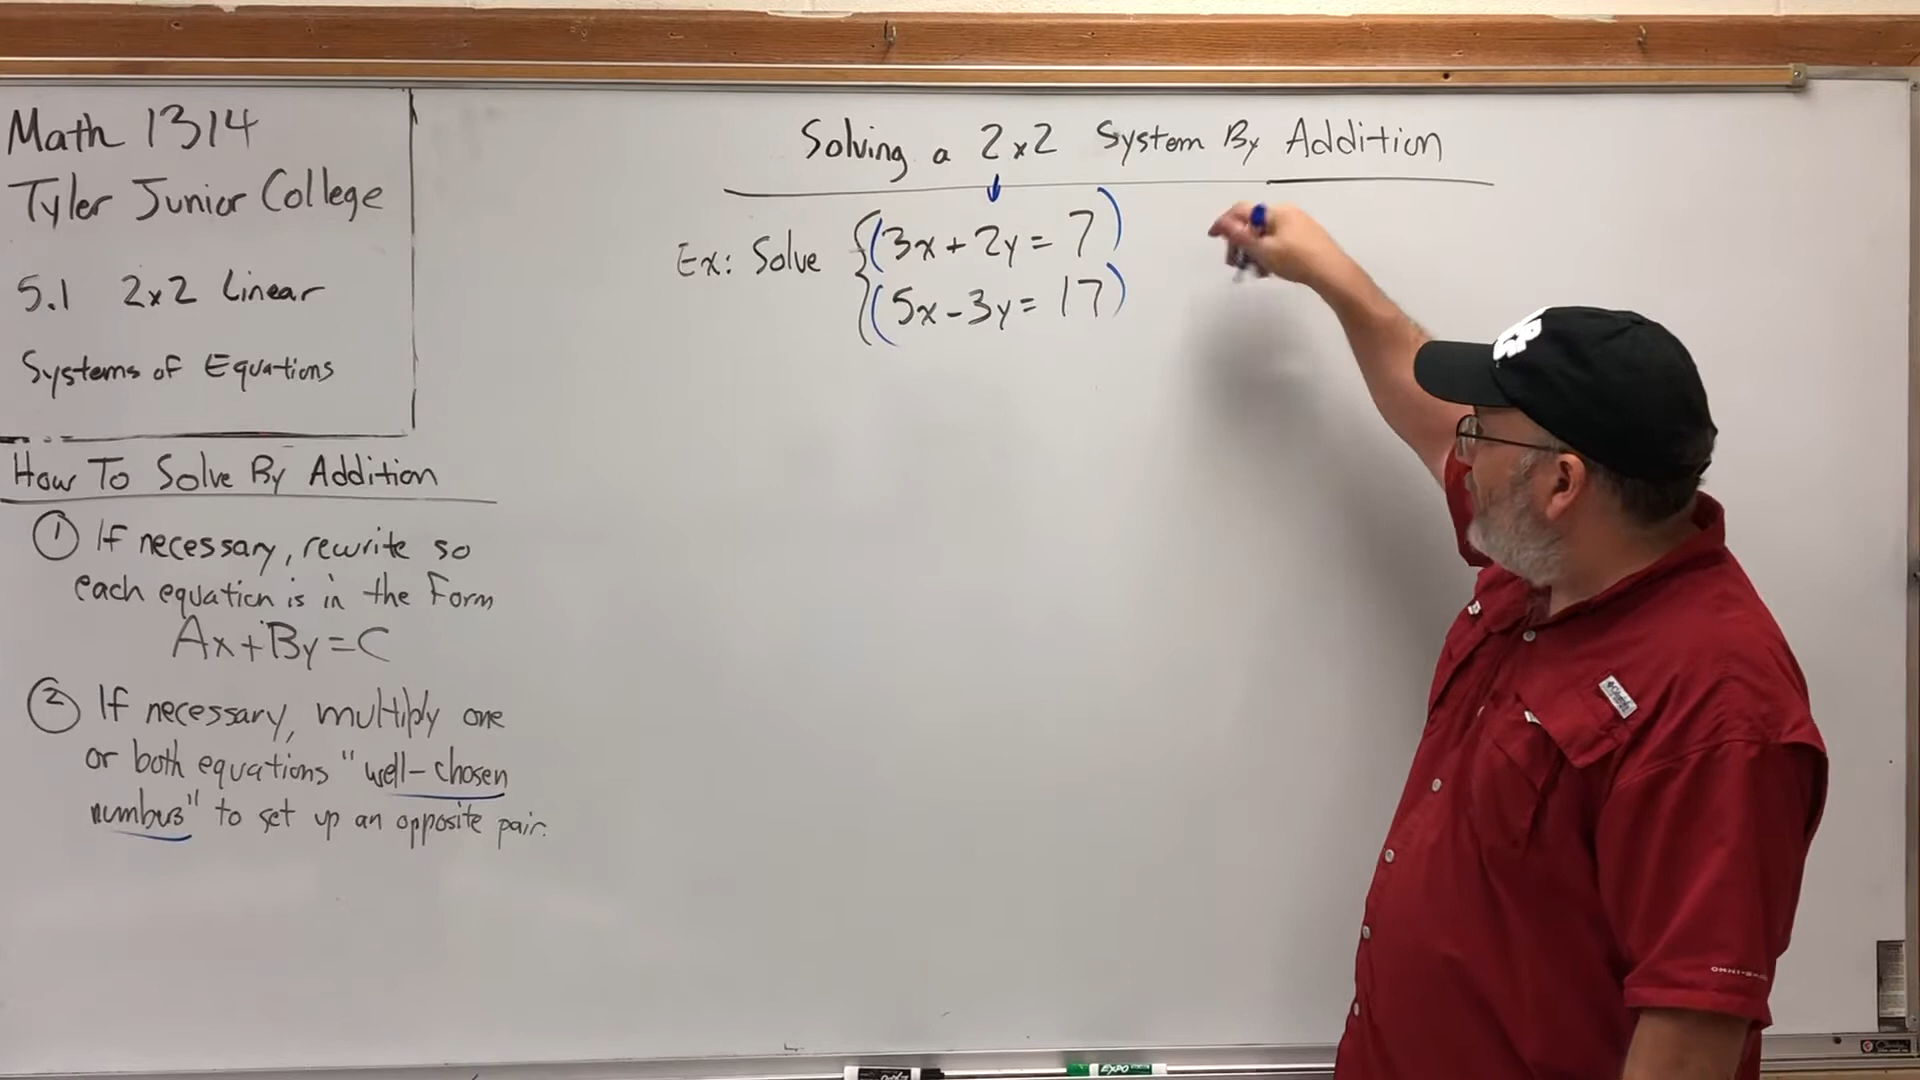 Math 1314
Tyler Junior College
5.1 2x2 Linear
Systems of Equations
How To Solve By Addition
① If necessary, rewrite so
each equation is in the Form
Ax+By=C
② If necessary, multiply one
or both equations "well-chosen
numbers" to set up an opposite pair.
Solving a 2x2 System By Addition
Ex: Solve {(3x+2y=7)
(5x-3y=17)
Columbia
EXPO